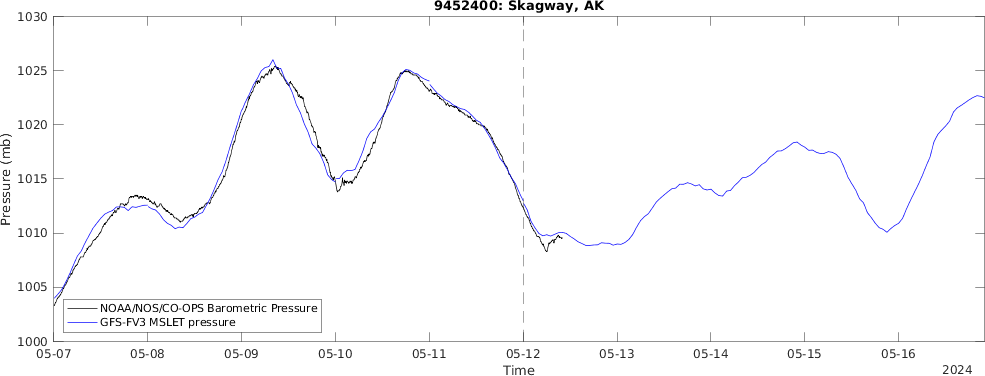 9452400: Skagway, AK
1030
1025
1020
1015
1010
1005
1000
Pressure (mb)
NOAA/NOS/CO-OPS Barometric Pressure
GFS-FV3 MSLET pressure
05-07 05-08 05-09 05-10 05-11 05-12 05-13 05-14 05-15 05-16
Time
2024